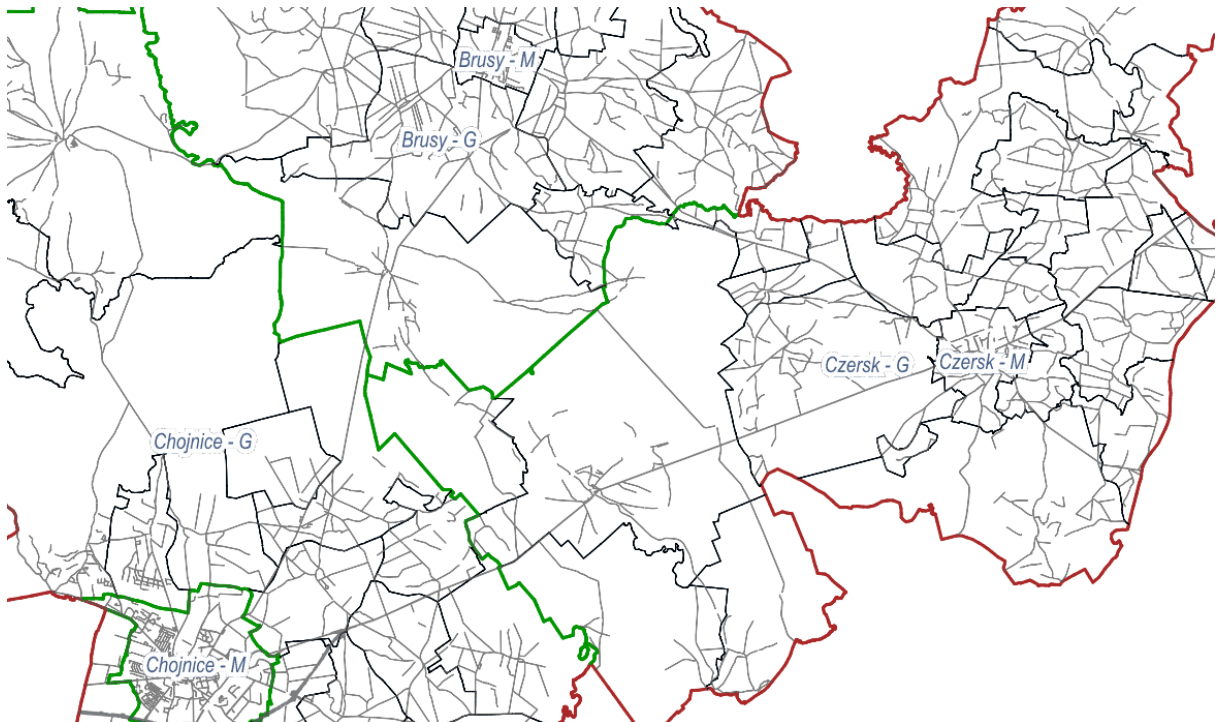 Brusy - M
Brusy - G
Czersk - G
Czersk - M
Chojnice - G
Chojnice - M